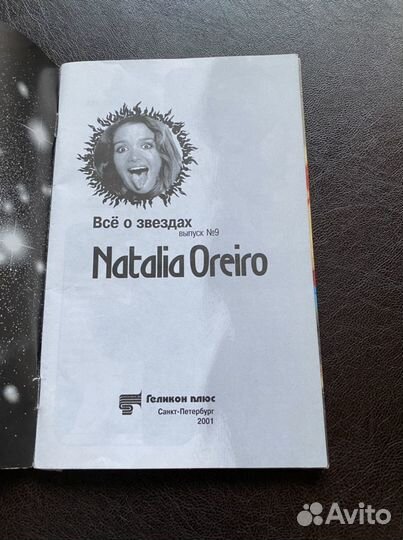 Всё о звездах
выпуск №9
Natalia Oreiro
Геликон плюс
Санкт-Петербург
2001
Avito